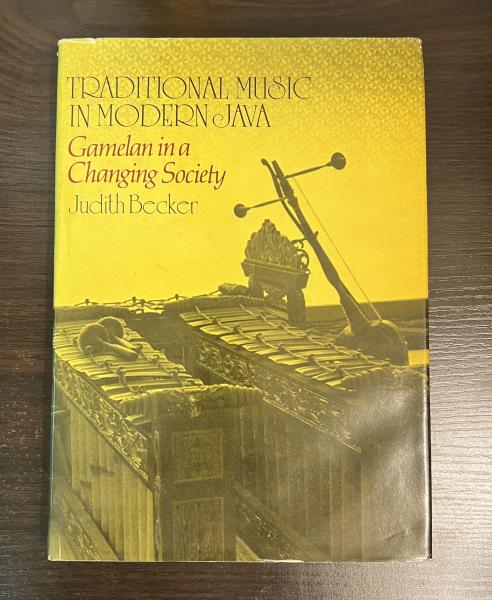 TRADITIONAL MUSIC
IN MODERN JAVA
Gamelan in a
Changing Society
Judith Becker